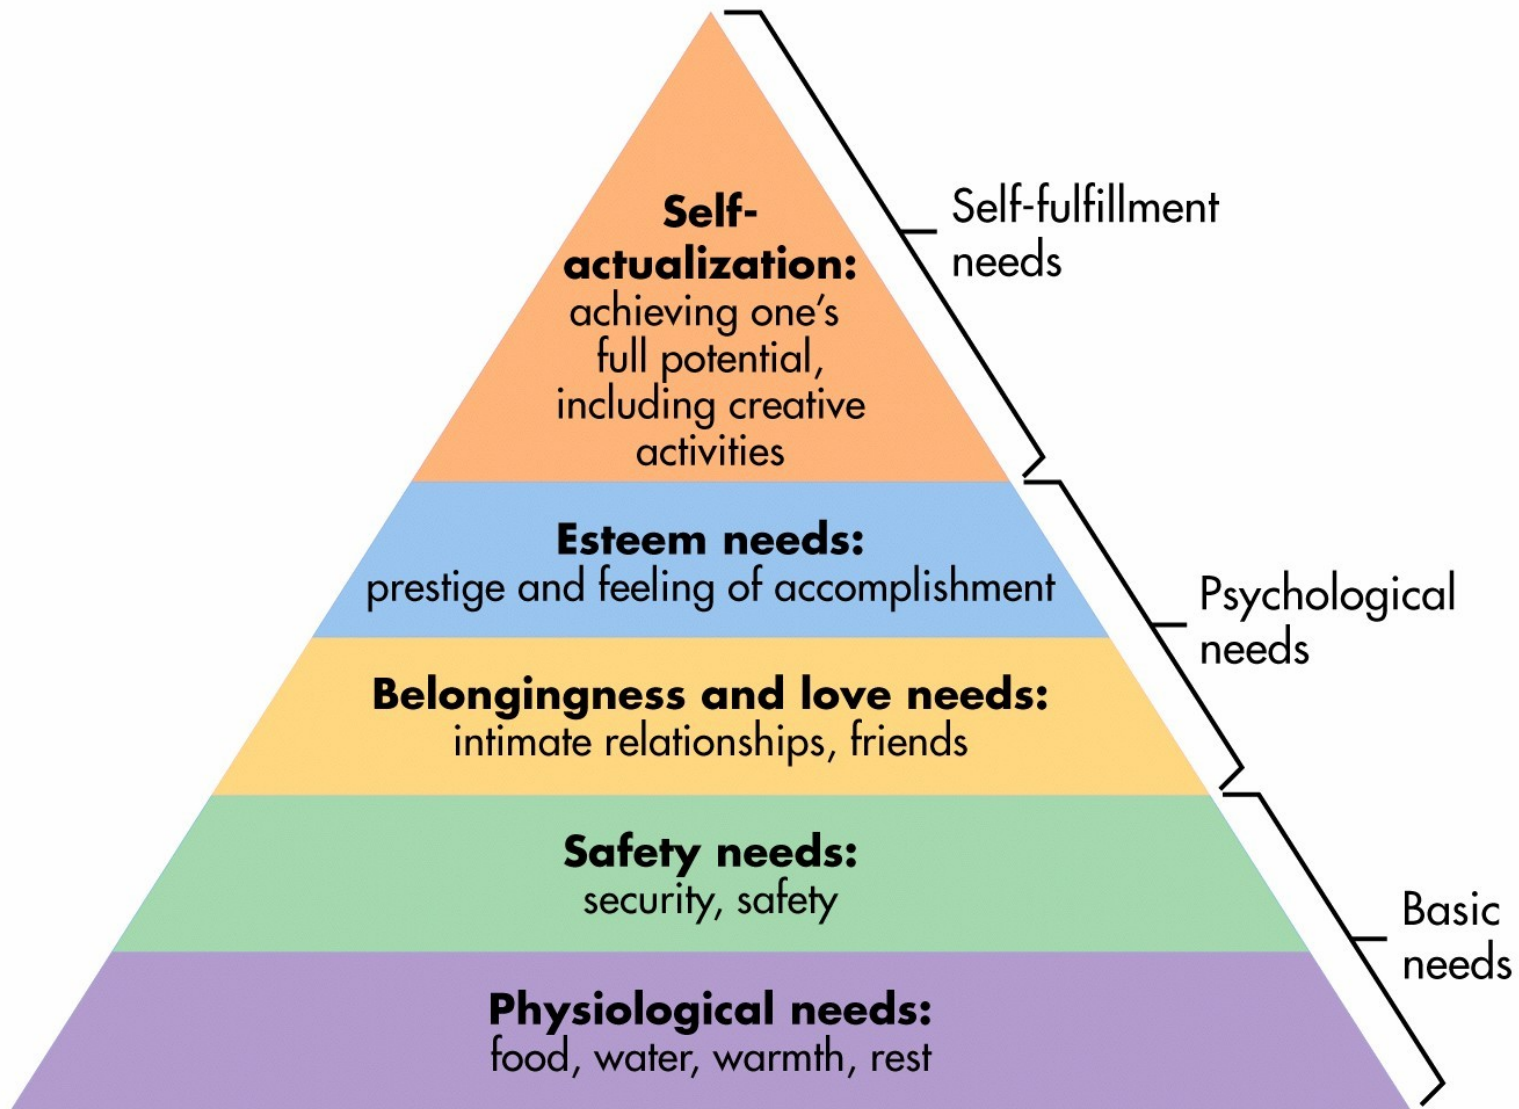 Self-
actualization:
achieving one's
full potential,
including creative
activities
Self-fulfillment
needs
Esteem needs:
prestige and feeling of accomplishment
Psychological
needs
Belongingness and love needs:
intimate relationships, friends
Safety needs:
security, safety
Basic
needs
Physiological needs:
food, water, warmth, rest